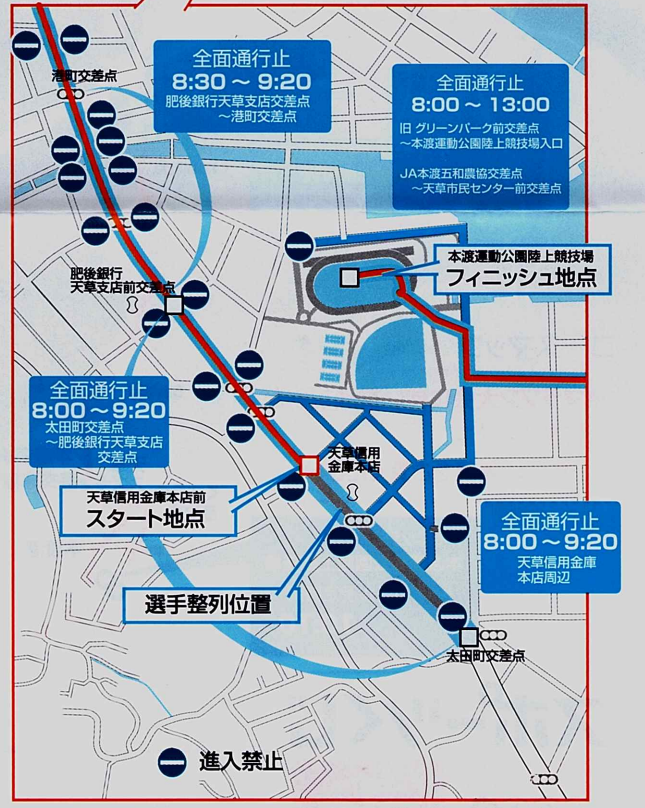 全面通行止
8:30～9:20
肥後銀行天草支店交差点
～港町交差点
港町交差点
全面通行止
8:00～13:00
旧 グリーンパーク前交差点
～本渡運動公園陸上競技場入口
JA本渡五和農協交差点
～天草市民センター前交差点
本渡運動公園陸上競技場
フィニッシュ地点
肥後銀行
天草支店前交差点
全面通行止
8:00～9:20
太田町交差点
～肥後銀行天草支店
交差点
天草信用
金庫本店
天草信用金庫本店前
スタート地点
全面通行止
8:00～9:20
天草信用金庫
本店周辺
選手整列位置
太田町交差点
進入禁止